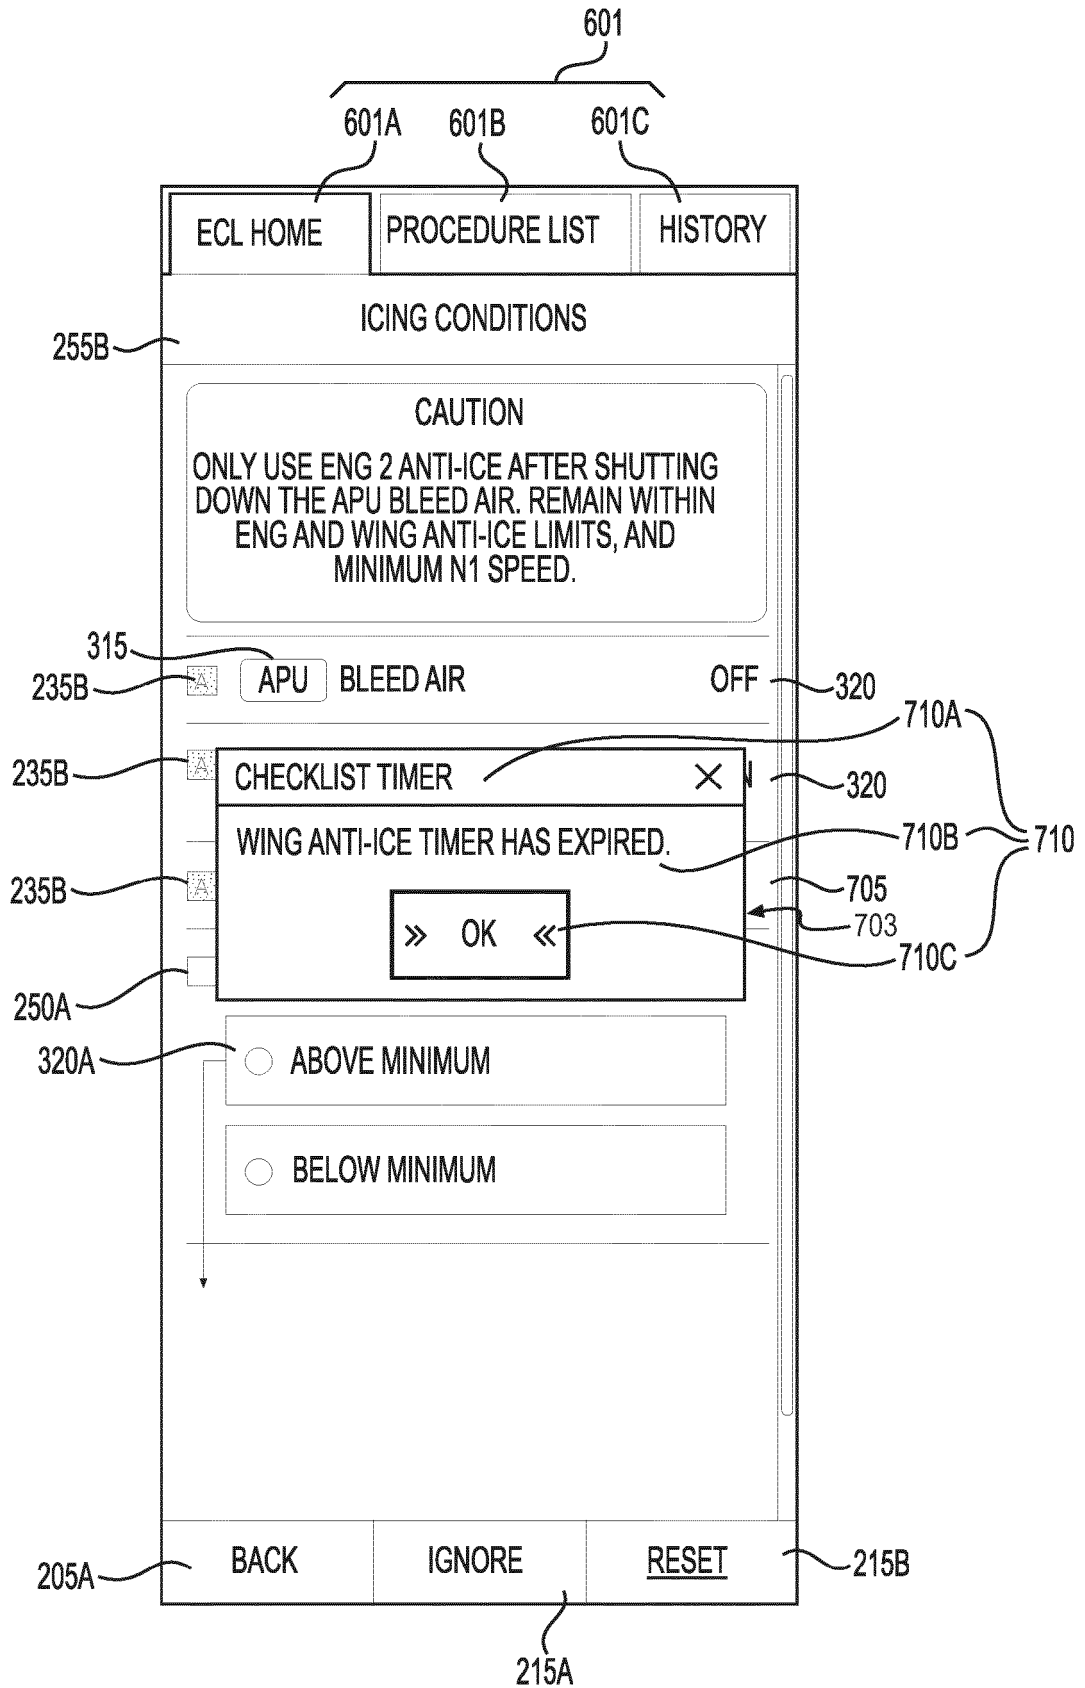 601
601A 601B 601C
ECL HOME PROCEDURE LIST HISTORY
ICING CONDITIONS
255B
CAUTION
ONLY USE ENG 2 ANTI-ICE AFTER SHUTTING
DOWN THE APU BLEED AIR. REMAIN WITHIN
ENG AND WING ANTI-ICE LIMITS, AND
MINIMUM N1 SPEED.
315
235B A APU BLEED AIR OFF 320
710A
235B A CHECKLIST TIMER X N 320
WING ANTI-ICE TIMER HAS EXPIRED. 710B 710
235B A 705
703
>> OK << 710C
250A
320A ABOVE MINIMUM
BELOW MINIMUM
205A BACK IGNORE RESET 215B
215A